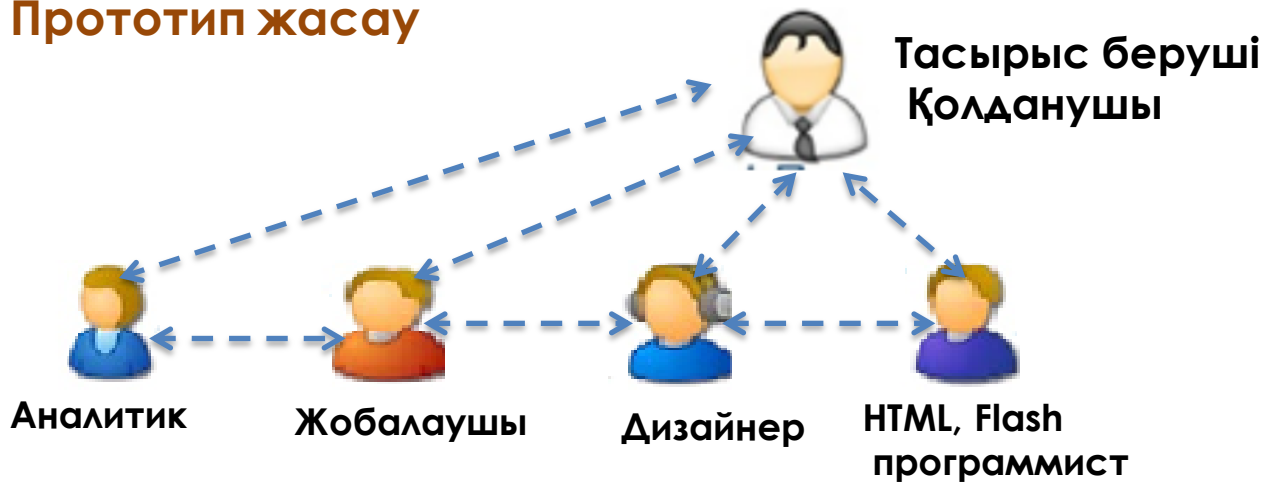 Прототип жасау
Тасырыс беруші
Қолданушы
Аналитик
Жобалаушы
Дизайнер
HTML, Flash
программист